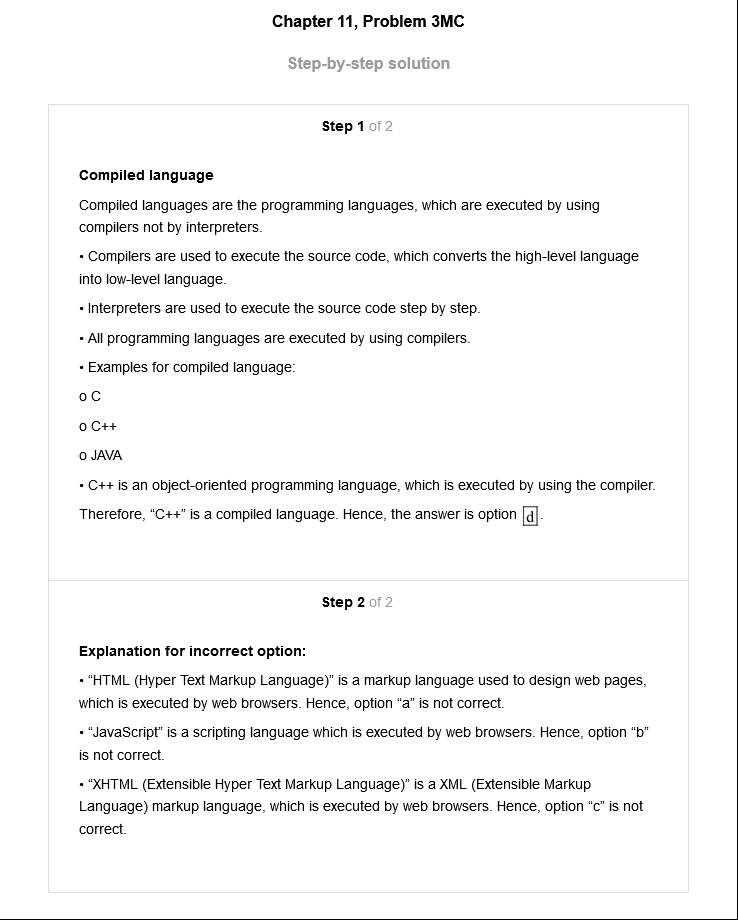 Chapter 11, Problem 3MC
Step-by-step solution
Step 1 of 2
Compiled language
Compiled languages are the programming languages, which are executed by using
compilers not by interpreters.
• Compilers are used to execute the source code, which converts the high-level language
into low-level language.
• Interpreters are used to execute the source code step by step.
• All programming languages are executed by using compilers.
• Examples for compiled language:
o C
o C++
o JAVA
• C++ is an object-oriented programming language, which is executed by using the compiler.
Therefore, “C++” is a compiled language. Hence, the answer is option d.
Step 2 of 2
Explanation for incorrect option:
• “HTML (Hyper Text Markup Language)” is a markup language used to design web pages,
which is executed by web browsers. Hence, option “a” is not correct.
• “JavaScript” is a scripting language which is executed by web browsers. Hence, option “b”
is not correct.
• “XHTML (Extensible Hyper Text Markup Language)” is a XML (Extensible Markup
Language) markup language, which is executed by web browsers. Hence, option “c” is not
correct.